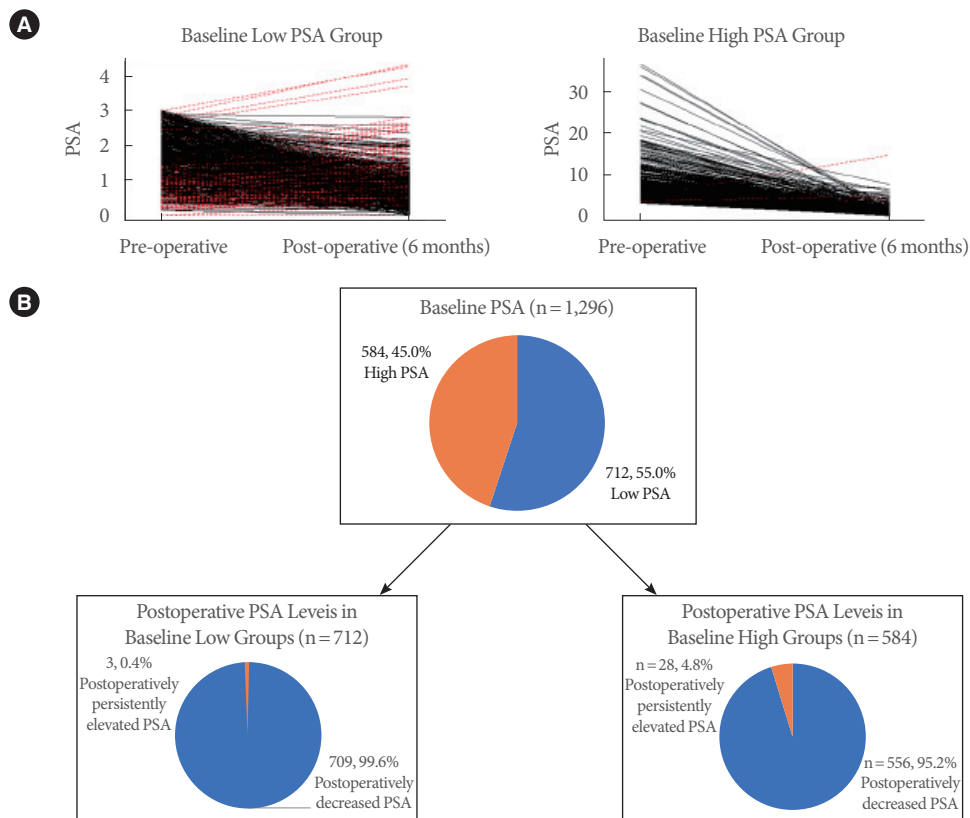 A
Baseline Low PSA Group
4
3
2
1
0
PSA
Pre-operative
Post-operative (6 months)
Baseline High PSA Group
30
20
10
0
PSA
Pre-operative
Post-operative (6 months)
B
Baseline PSA (n = 1,296)
584, 45.0%
High PSA
712, 55.0%
Low PSA
Postoperative PSA Leveis in
Baseline Low Groups (n = 712)
3, 0.4%
Postoperatively
persistently
elevated PSA
709, 99.6%
Postoperatively
decreased PSA
Postoperative PSA Levels in
Baseline High Groups (n = 584)
n = 28, 4.8%
Postoperatively
persistently
elevated PSA
n = 556, 95.2%
Postoperatively
decreased PSA